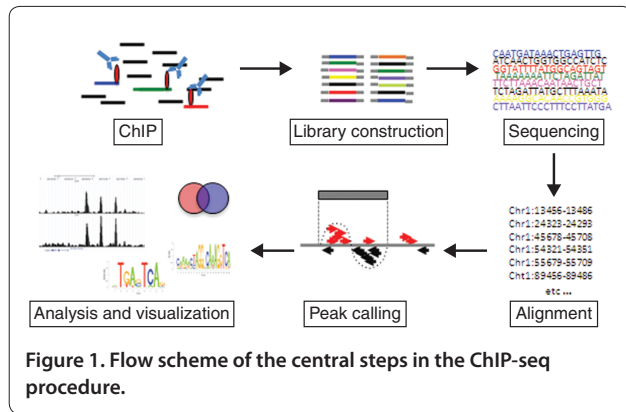 CAATGATAAACTGAGTTG
ATCAACTGGTGGCCATCTC
GGTATTTTATGGCAGTAGT
TAAAAAAATTCTAGATTAT
TTCTTAAACAATAACTGCT
TCTAGATTATGCTTTAAATA
CTTAATTCCCTTTCCTTATGA
ChIP
Library construction
Sequencing
Chr1:13456-13486
Chr1:24323-24293
Chr1:45678-45708
Chr1:54321-54351
Chr1:55679-55709
Cht1:89456-89486
etc ...
TGAGTCAG
Analysis and visualization
Peak calling
Alignment
Figure 1. Flow scheme of the central steps in the ChIP-seq
procedure.